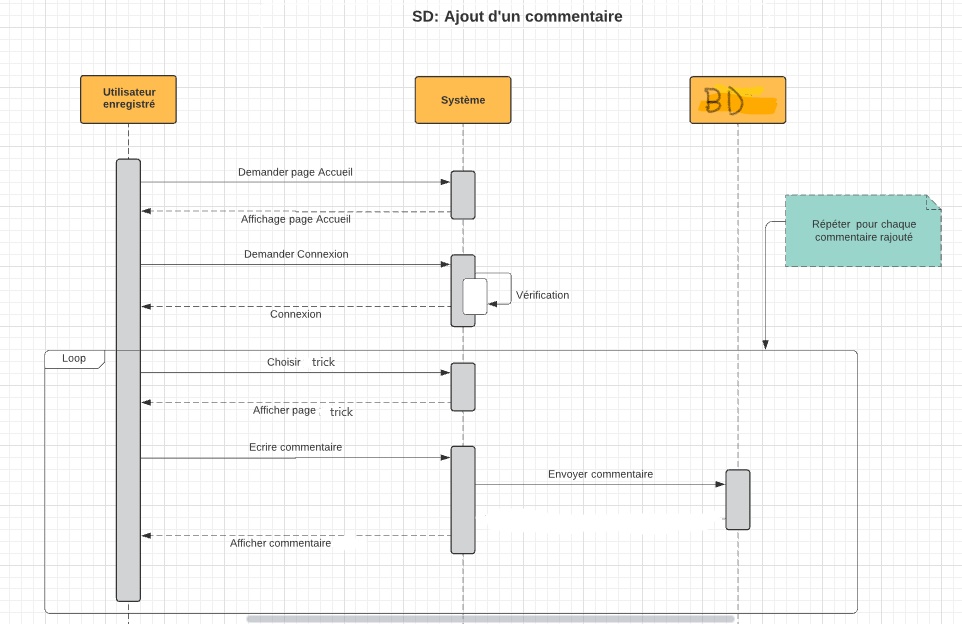 SD: Ajout d'un commentaire
Utilisateur
enregistré
Système
BD
Demander page Accueil
Affichage page Accueil
Répéter pour chaque
commentaire rajouté
Demander Connexion
Vérification
Connexion
Loop
Choisir trick
Afficher page trick
Ecrire commentaire
Envoyer commentaire
Afficher commentaire